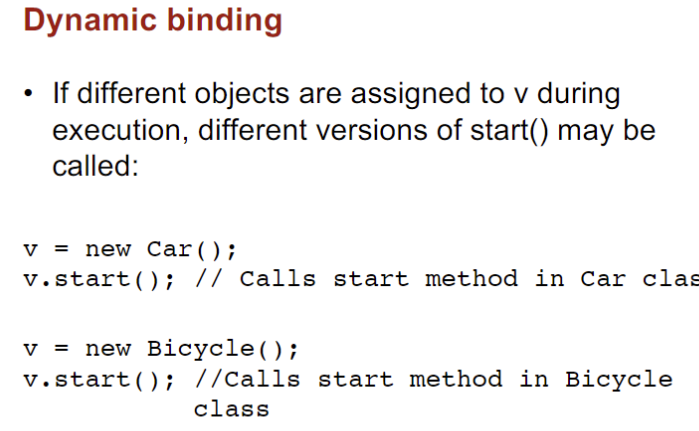 Dynamic binding
• If different objects are assigned to v during
execution, different versions of start() may be
called:
v = new Car();
v.start(); // Calls start method in Car clas
v = new Bicycle();
v.start(); //Calls start method in Bicycle
class